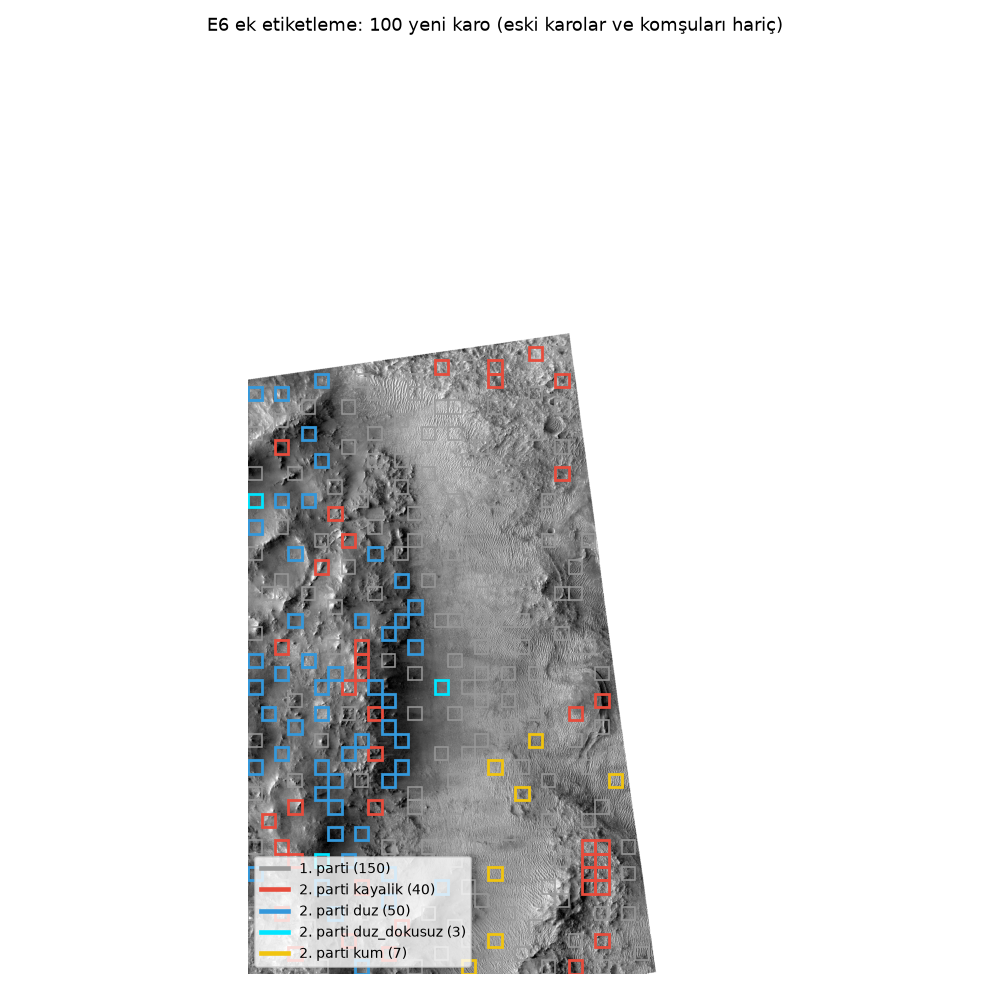 E6 ek etiketleme: 100 yeni karo (eski karolar ve komşuları hariç)
1. parti (150)
2. parti kayalik (40)
2. parti duz (50)
2. parti duz_dokusuz (3)
2. parti kum (7)